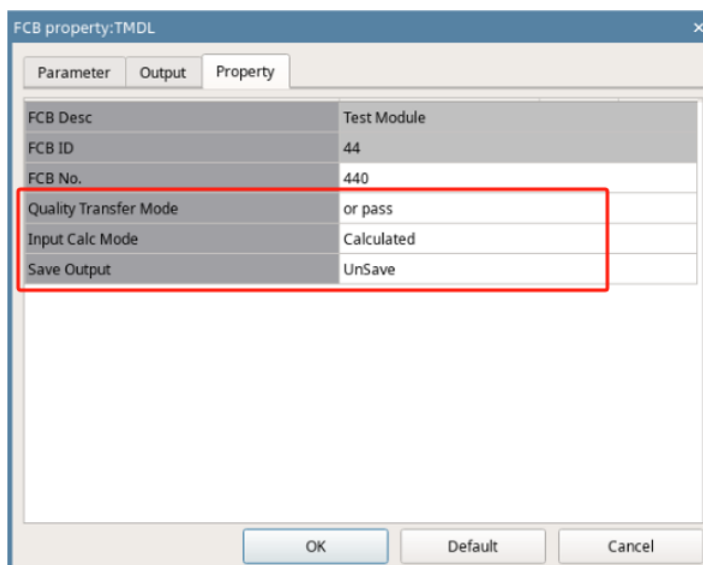 FCB property:TMDL
Parameter Output Property
FCB Desc Test Module
FCB ID 44
FCB No. 440
Quality Transfer Mode or pass
Input Calc Mode Calculated
Save Output UnSave
OK Default Cancel